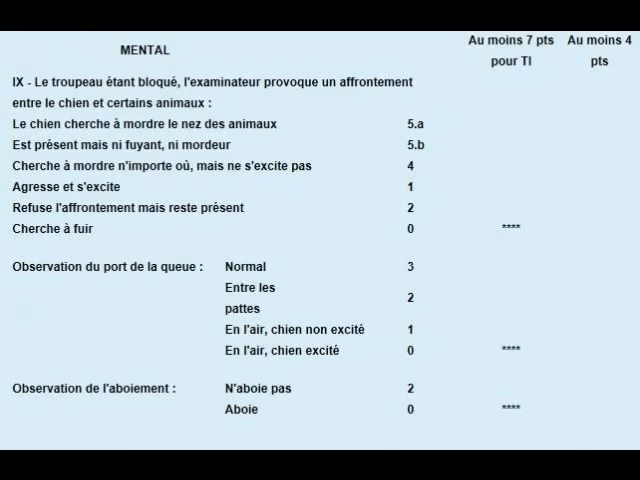 MENTAL Au moins 7 pts Au moins 4
pour TI pts
IX - Le troupeau étant bloqué, l'examinateur provoque un affrontement
entre le chien et certains animaux :
Le chien cherche à mordre le nez des animaux 5.a
Est présent mais ni fuyant, ni mordeur 5.b
Cherche à mordre n'importe où, mais ne s'excite pas 4
Agresse et s'excite 1
Refuse l'affrontement mais reste présent 2
Cherche à fuir 0 ****
Observation du port de la queue : Normal 3
Entre les
pattes 2
En l'air, chien non excité 1
En l'air, chien excité 0 ****
Observation de l'aboiement : N'aboie pas 2
Aboie 0 ****